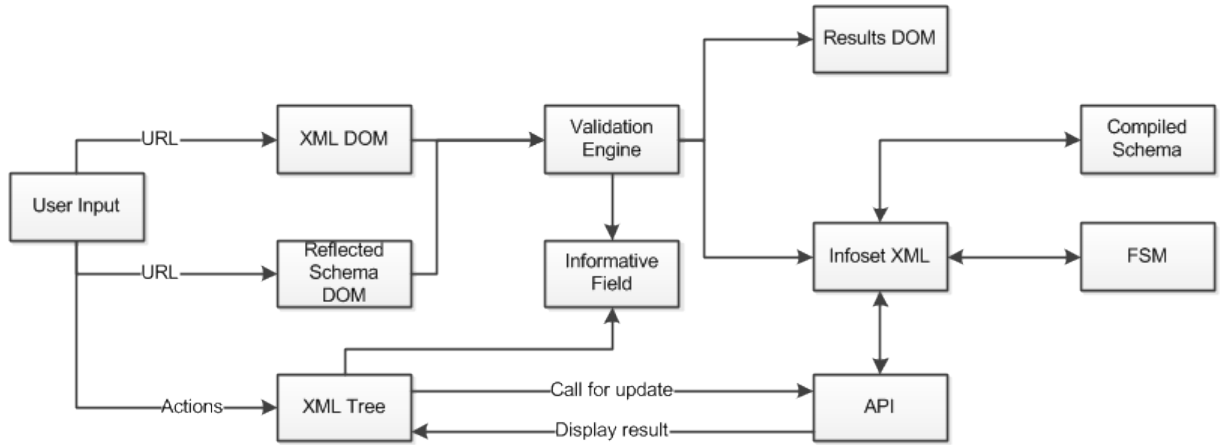 Results DOM
URL
XML DOM
Validation
Engine
Compiled
Schema
User Input
URL
Reflected
Schema
DOM
Informative
Field
Infoset XML
FSM
Actions
XML Tree
Call for update
Display result
API